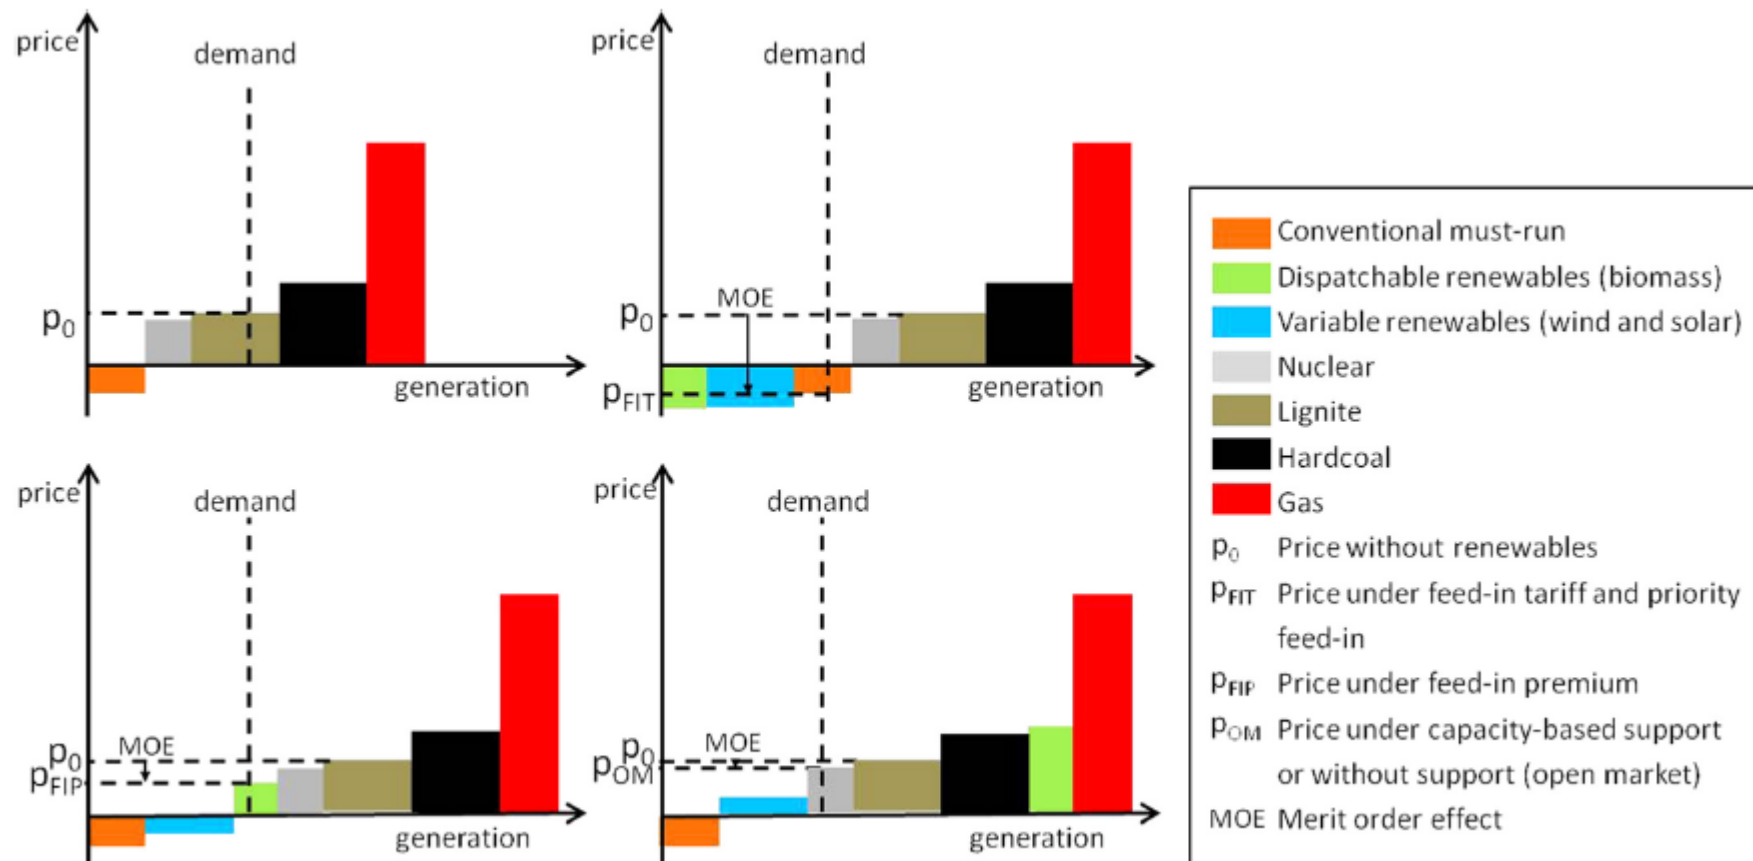 price
demand
p0
generation
price
demand
MOE
p0
pFIT
generation
price
demand
MOE
p0
pFIP
generation
price
demand
MOE
p0
pOM
generation
Conventional must-run
Dispatchable renewables (biomass)
Variable renewables (wind and solar)
Nuclear
Lignite
Hardcoal
Gas
p0 Price without renewables
pFIT Price under feed-in tariff and priority
feed-in
pFIP Price under feed-in premium
pOM Price under capacity-based support
or without support (open market)
MOE Merit order effect